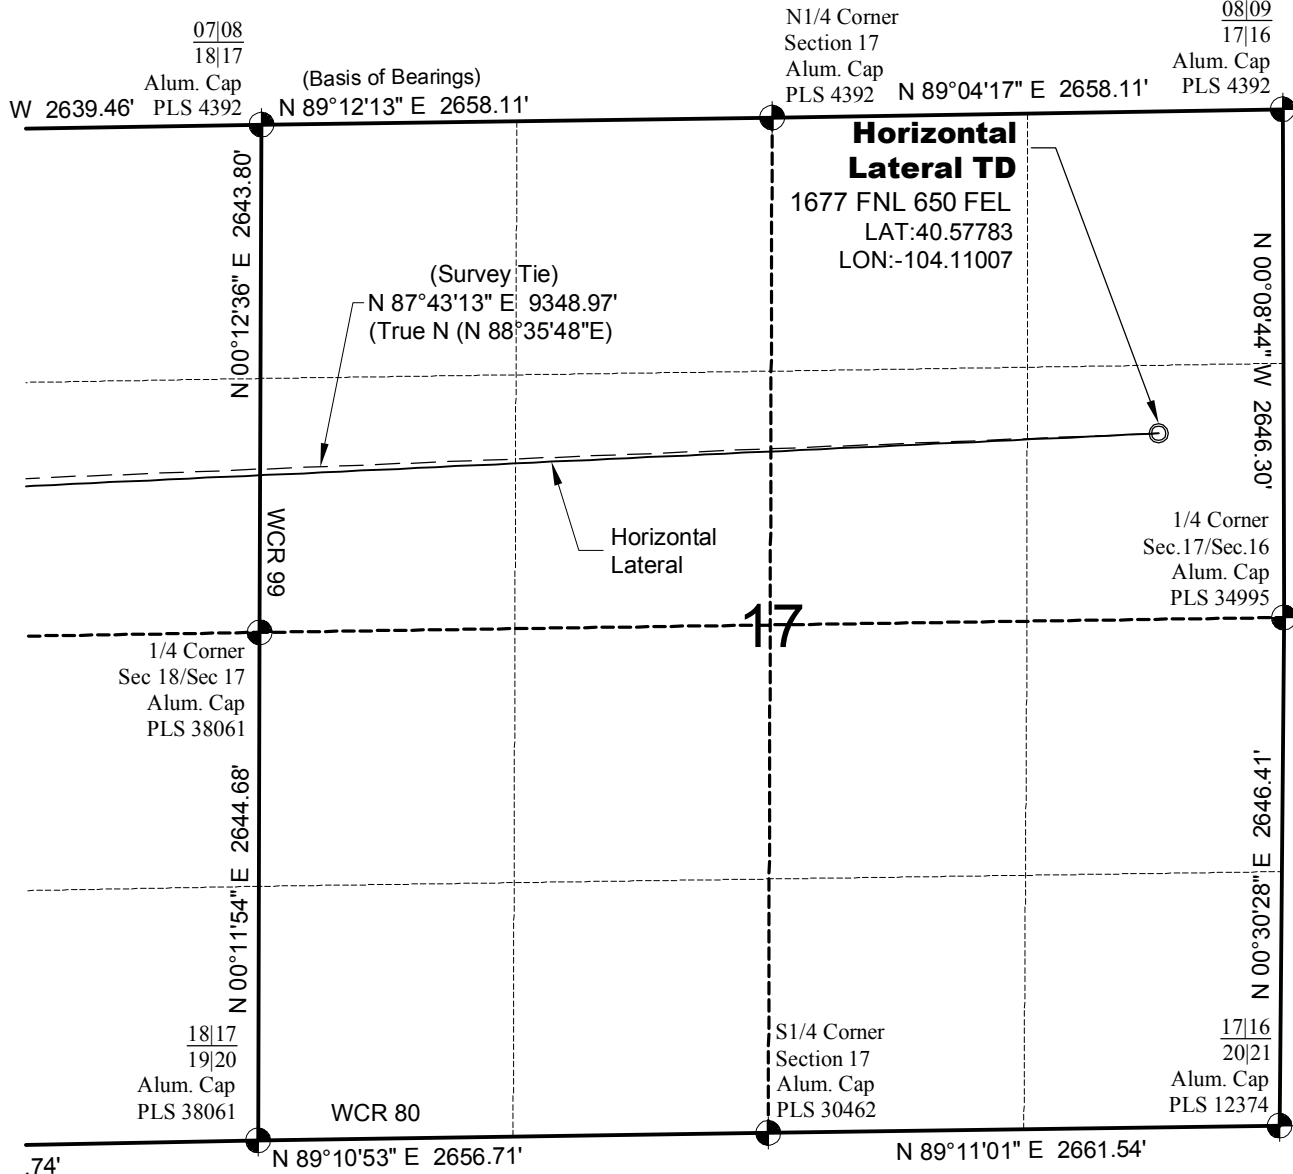 07|08
18|17
Alum. Cap
PLS 4392
W 2639.46'
(Basis of Bearings)
N 89°12'13" E 2658.11'
N1/4 Corner
Section 17
Alum. Cap
PLS 4392
N 89°04'17" E 2658.11'
08|09
17|16
Alum. Cap
PLS 4392
Horizontal
Lateral TD
1677 FNL 650 FEL
LAT:40.57783
LON:-104.11007
N 00°12'36" E 2643.80'
(Survey Tie)
N 87°43'13" E 9348.97'
(True N (N 88°35'48"E)
N 00°08'44" W 2646.30'
WCR 99
Horizontal
Lateral
1/4 Corner
Sec.17/Sec.16
Alum. Cap
PLS 34995
17
1/4 Corner
Sec 18/Sec 17
Alum. Cap
PLS 38061
N 00°11'54" E 2644.68'
N 00°30'28" E 2646.41'
18|17
19|20
Alum. Cap
PLS 38061
WCR 80
S1/4 Corner
Section 17
Alum. Cap
PLS 30462
17|16
20|21
Alum. Cap
PLS 12374
.74'
N 89°10'53" E 2656.71'
N 89°11'01" E 2661.54'